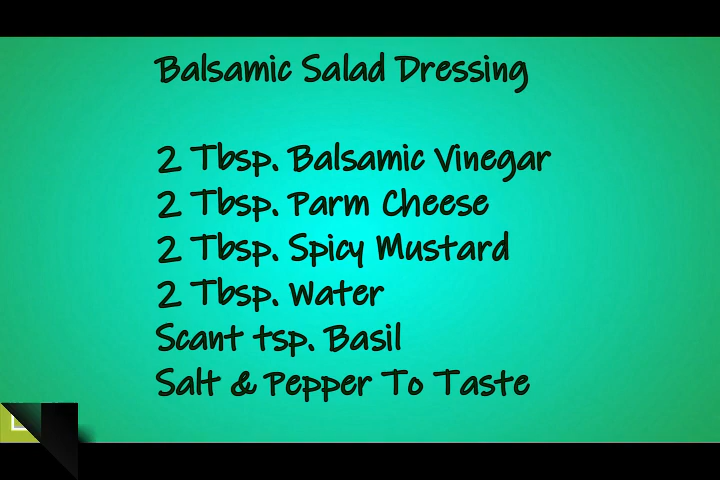 Balsamic Salad Dressing
2 Tbsp. Balsamic Vinegar
2 Tbsp. Parm Cheese
2 Tbsp. Spicy Mustard
2 Tbsp. Water
Scant tsp. Basil
Salt & Pepper To Taste